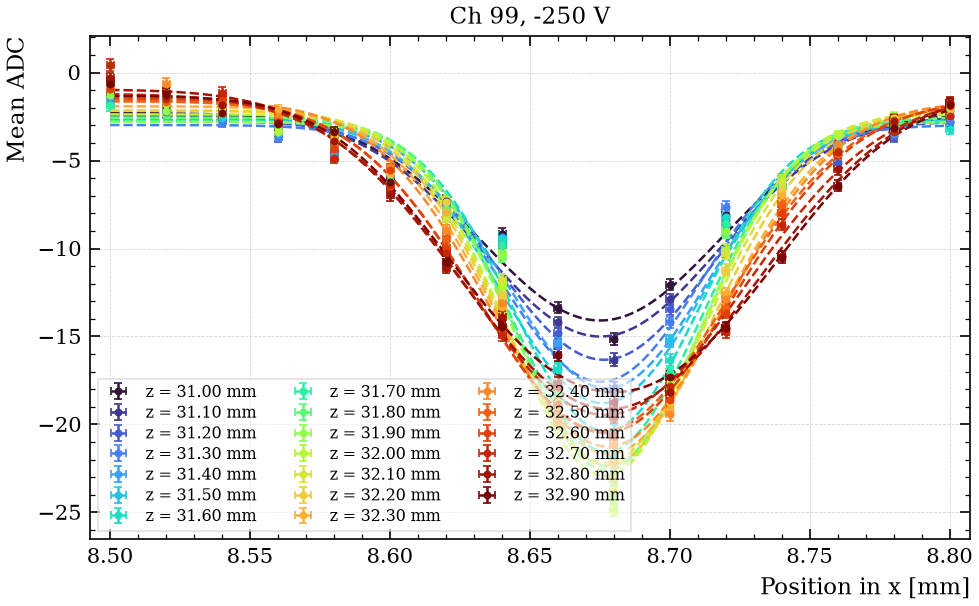 Ch 99, -250 V
Mean ADC
0
−5
−10
−15
−20
−25
z = 31.00 mm
z = 31.10 mm
z = 31.20 mm
z = 31.30 mm
z = 31.40 mm
z = 31.50 mm
z = 31.60 mm
z = 31.70 mm
z = 31.80 mm
z = 31.90 mm
z = 32.00 mm
z = 32.10 mm
z = 32.20 mm
z = 32.30 mm
z = 32.40 mm
z = 32.50 mm
z = 32.60 mm
z = 32.70 mm
z = 32.80 mm
z = 32.90 mm
8.50 8.55 8.60 8.65 8.70 8.75 8.80
Position in x [mm]